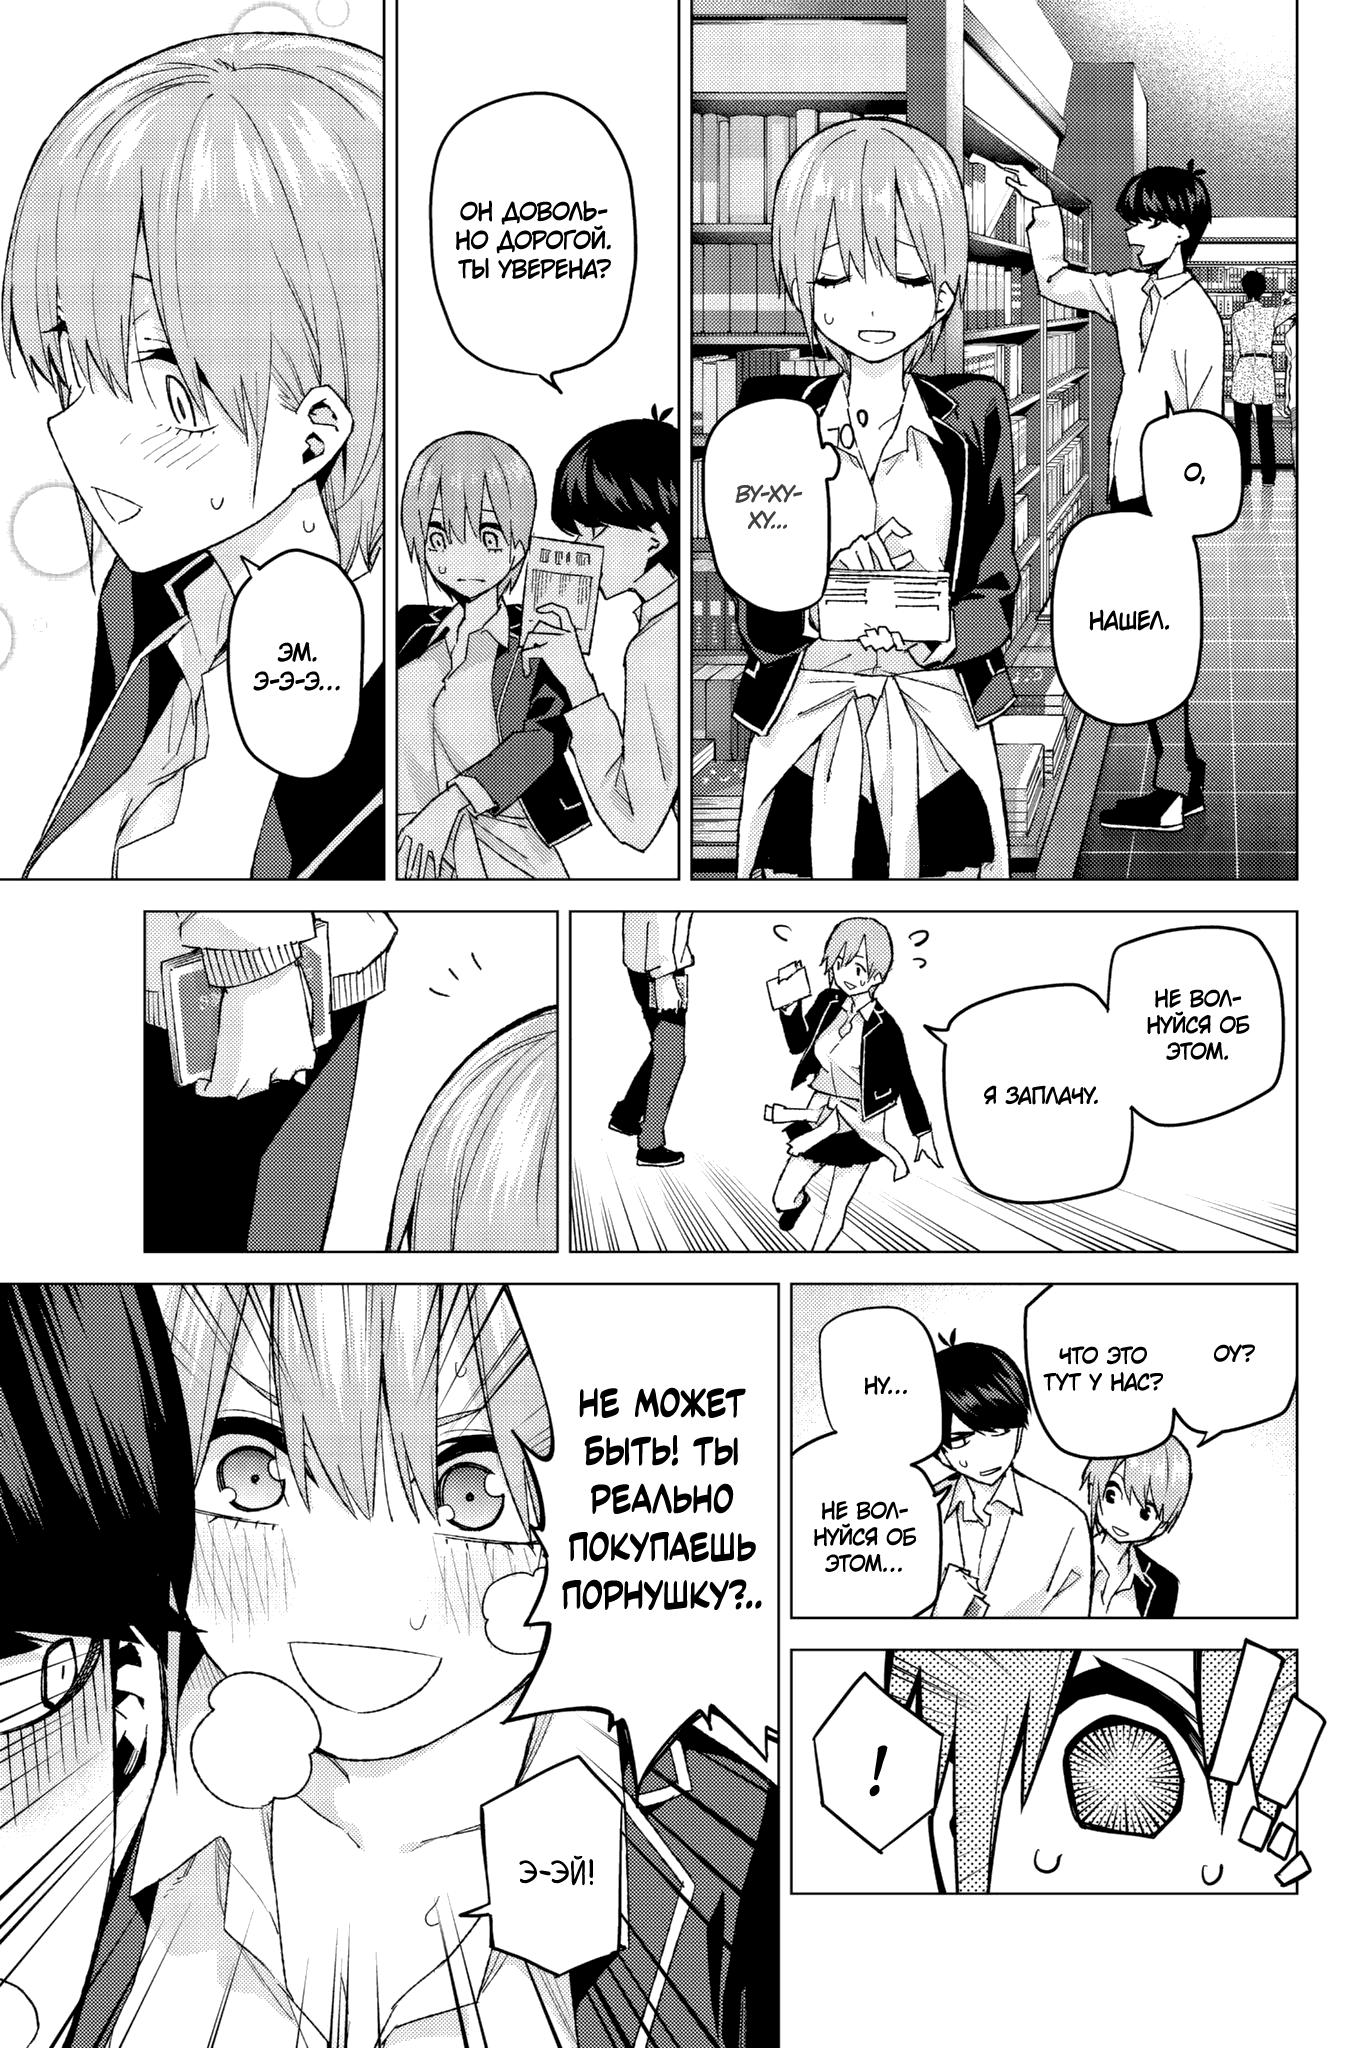 О,
НАШЕЛ.
ВУ-ХУ-
ХУ...
ОН ДОВОЛЬ-
НО ДОРОГОЙ.
ТЫ УВЕРЕНА?
ЭМ.
Э-Э-Э...
НЕ ВОЛ-
НУЙСЯ ОБ
ЭТОМ.
Я ЗАПЛАЧУ.
ОУ?
ЧТО ЭТО
ТУТ У НАС?
НУ...
НЕ ВОЛ-
НУЙСЯ ОБ
ЭТОМ...
!
НЕ МОЖЕТ
БЫТЬ! ТЫ
РЕАЛЬНО
ПОКУПАЕШЬ
ПОРНУШКУ?..
Э-ЭЙ!